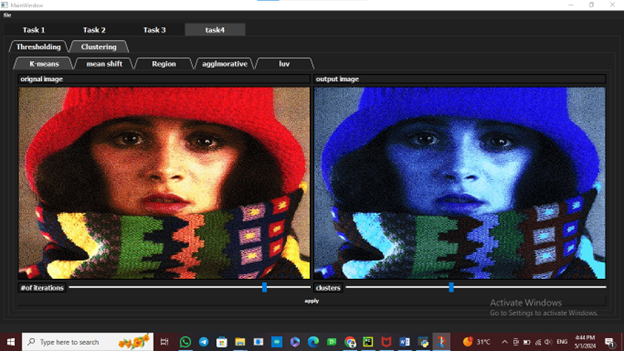 MainWindow
file
Task 1 Task 2 Task 3 task4
Thresholding Clustering
K-means mean shift Region agglmorative luv
orignal image output image
#of iterations clusters
apply
Activate Windows
Go to Settings to activate Windows.
Type here to search 31°C ENG 4:44 PM
5/1/2024